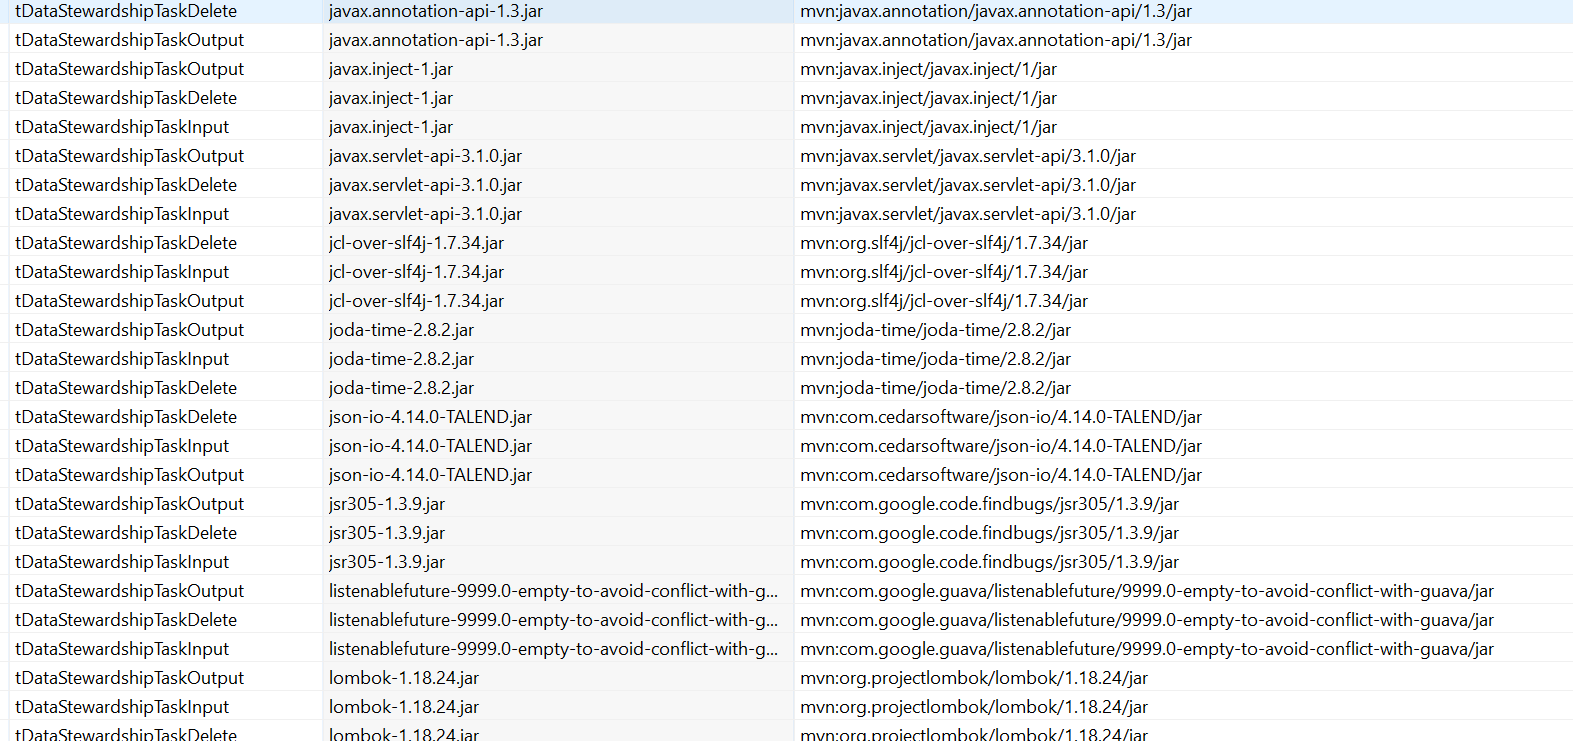 tDataStewardshipTaskDelete javax.annotation-api-1.3.jar mvn:javax.annotation/javax.annotation-api/1.3/jar
tDataStewardshipTaskOutput javax.annotation-api-1.3.jar mvn:javax.annotation/javax.annotation-api/1.3/jar
tDataStewardshipTaskOutput javax.inject-1.jar mvn:javax.inject/javax.inject/1/jar
tDataStewardshipTaskDelete javax.inject-1.jar mvn:javax.inject/javax.inject/1/jar
tDataStewardshipTaskInput javax.inject-1.jar mvn:javax.inject/javax.inject/1/jar
tDataStewardshipTaskOutput javax.servlet-api-3.1.0.jar mvn:javax.servlet/javax.servlet-api/3.1.0/jar
tDataStewardshipTaskDelete javax.servlet-api-3.1.0.jar mvn:javax.servlet/javax.servlet-api/3.1.0/jar
tDataStewardshipTaskInput javax.servlet-api-3.1.0.jar mvn:javax.servlet/javax.servlet-api/3.1.0/jar
tDataStewardshipTaskDelete jcl-over-slf4j-1.7.34.jar mvn:org.slf4j/jcl-over-slf4j/1.7.34/jar
tDataStewardshipTaskInput jcl-over-slf4j-1.7.34.jar mvn:org.slf4j/jcl-over-slf4j/1.7.34/jar
tDataStewardshipTaskOutput jcl-over-slf4j-1.7.34.jar mvn:org.slf4j/jcl-over-slf4j/1.7.34/jar
tDataStewardshipTaskOutput joda-time-2.8.2.jar mvn:joda-time/joda-time/2.8.2/jar
tDataStewardshipTaskInput joda-time-2.8.2.jar mvn:joda-time/joda-time/2.8.2/jar
tDataStewardshipTaskDelete joda-time-2.8.2.jar mvn:joda-time/joda-time/2.8.2/jar
tDataStewardshipTaskDelete json-io-4.14.0-TALEND.jar mvn:com.cedarsoftware/json-io/4.14.0-TALEND/jar
tDataStewardshipTaskInput json-io-4.14.0-TALEND.jar mvn:com.cedarsoftware/json-io/4.14.0-TALEND/jar
tDataStewardshipTaskOutput json-io-4.14.0-TALEND.jar mvn:com.cedarsoftware/json-io/4.14.0-TALEND/jar
tDataStewardshipTaskOutput jsr305-1.3.9.jar mvn:com.google.code.findbugs/jsr305/1.3.9/jar
tDataStewardshipTaskDelete jsr305-1.3.9.jar mvn:com.google.code.findbugs/jsr305/1.3.9/jar
tDataStewardshipTaskInput jsr305-1.3.9.jar mvn:com.google.code.findbugs/jsr305/1.3.9/jar
tDataStewardshipTaskOutput listenablefuture-9999.0-empty-to-avoid-conflict-with-g... mvn:com.google.guava/listenablefuture/9999.0-empty-to-avoid-conflict-with-guava/jar
tDataStewardshipTaskDelete listenablefuture-9999.0-empty-to-avoid-conflict-with-g... mvn:com.google.guava/listenablefuture/9999.0-empty-to-avoid-conflict-with-guava/jar
tDataStewardshipTaskInput listenablefuture-9999.0-empty-to-avoid-conflict-with-g... mvn:com.google.guava/listenablefuture/9999.0-empty-to-avoid-conflict-with-guava/jar
tDataStewardshipTaskOutput lombok-1.18.24.jar mvn:org.projectlombok/lombok/1.18.24/jar
tDataStewardshipTaskInput lombok-1.18.24.jar mvn:org.projectlombok/lombok/1.18.24/jar
tDataStewardshipTaskDelete lombok-1.18.24.jar mvn:org.projectlombok/lombok/1.18.24/jar